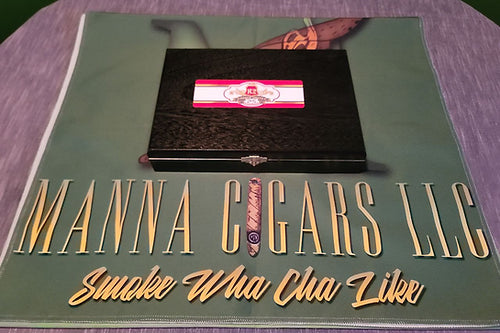 MANNA CIGARS LLC
Smoke Wha Cha Like